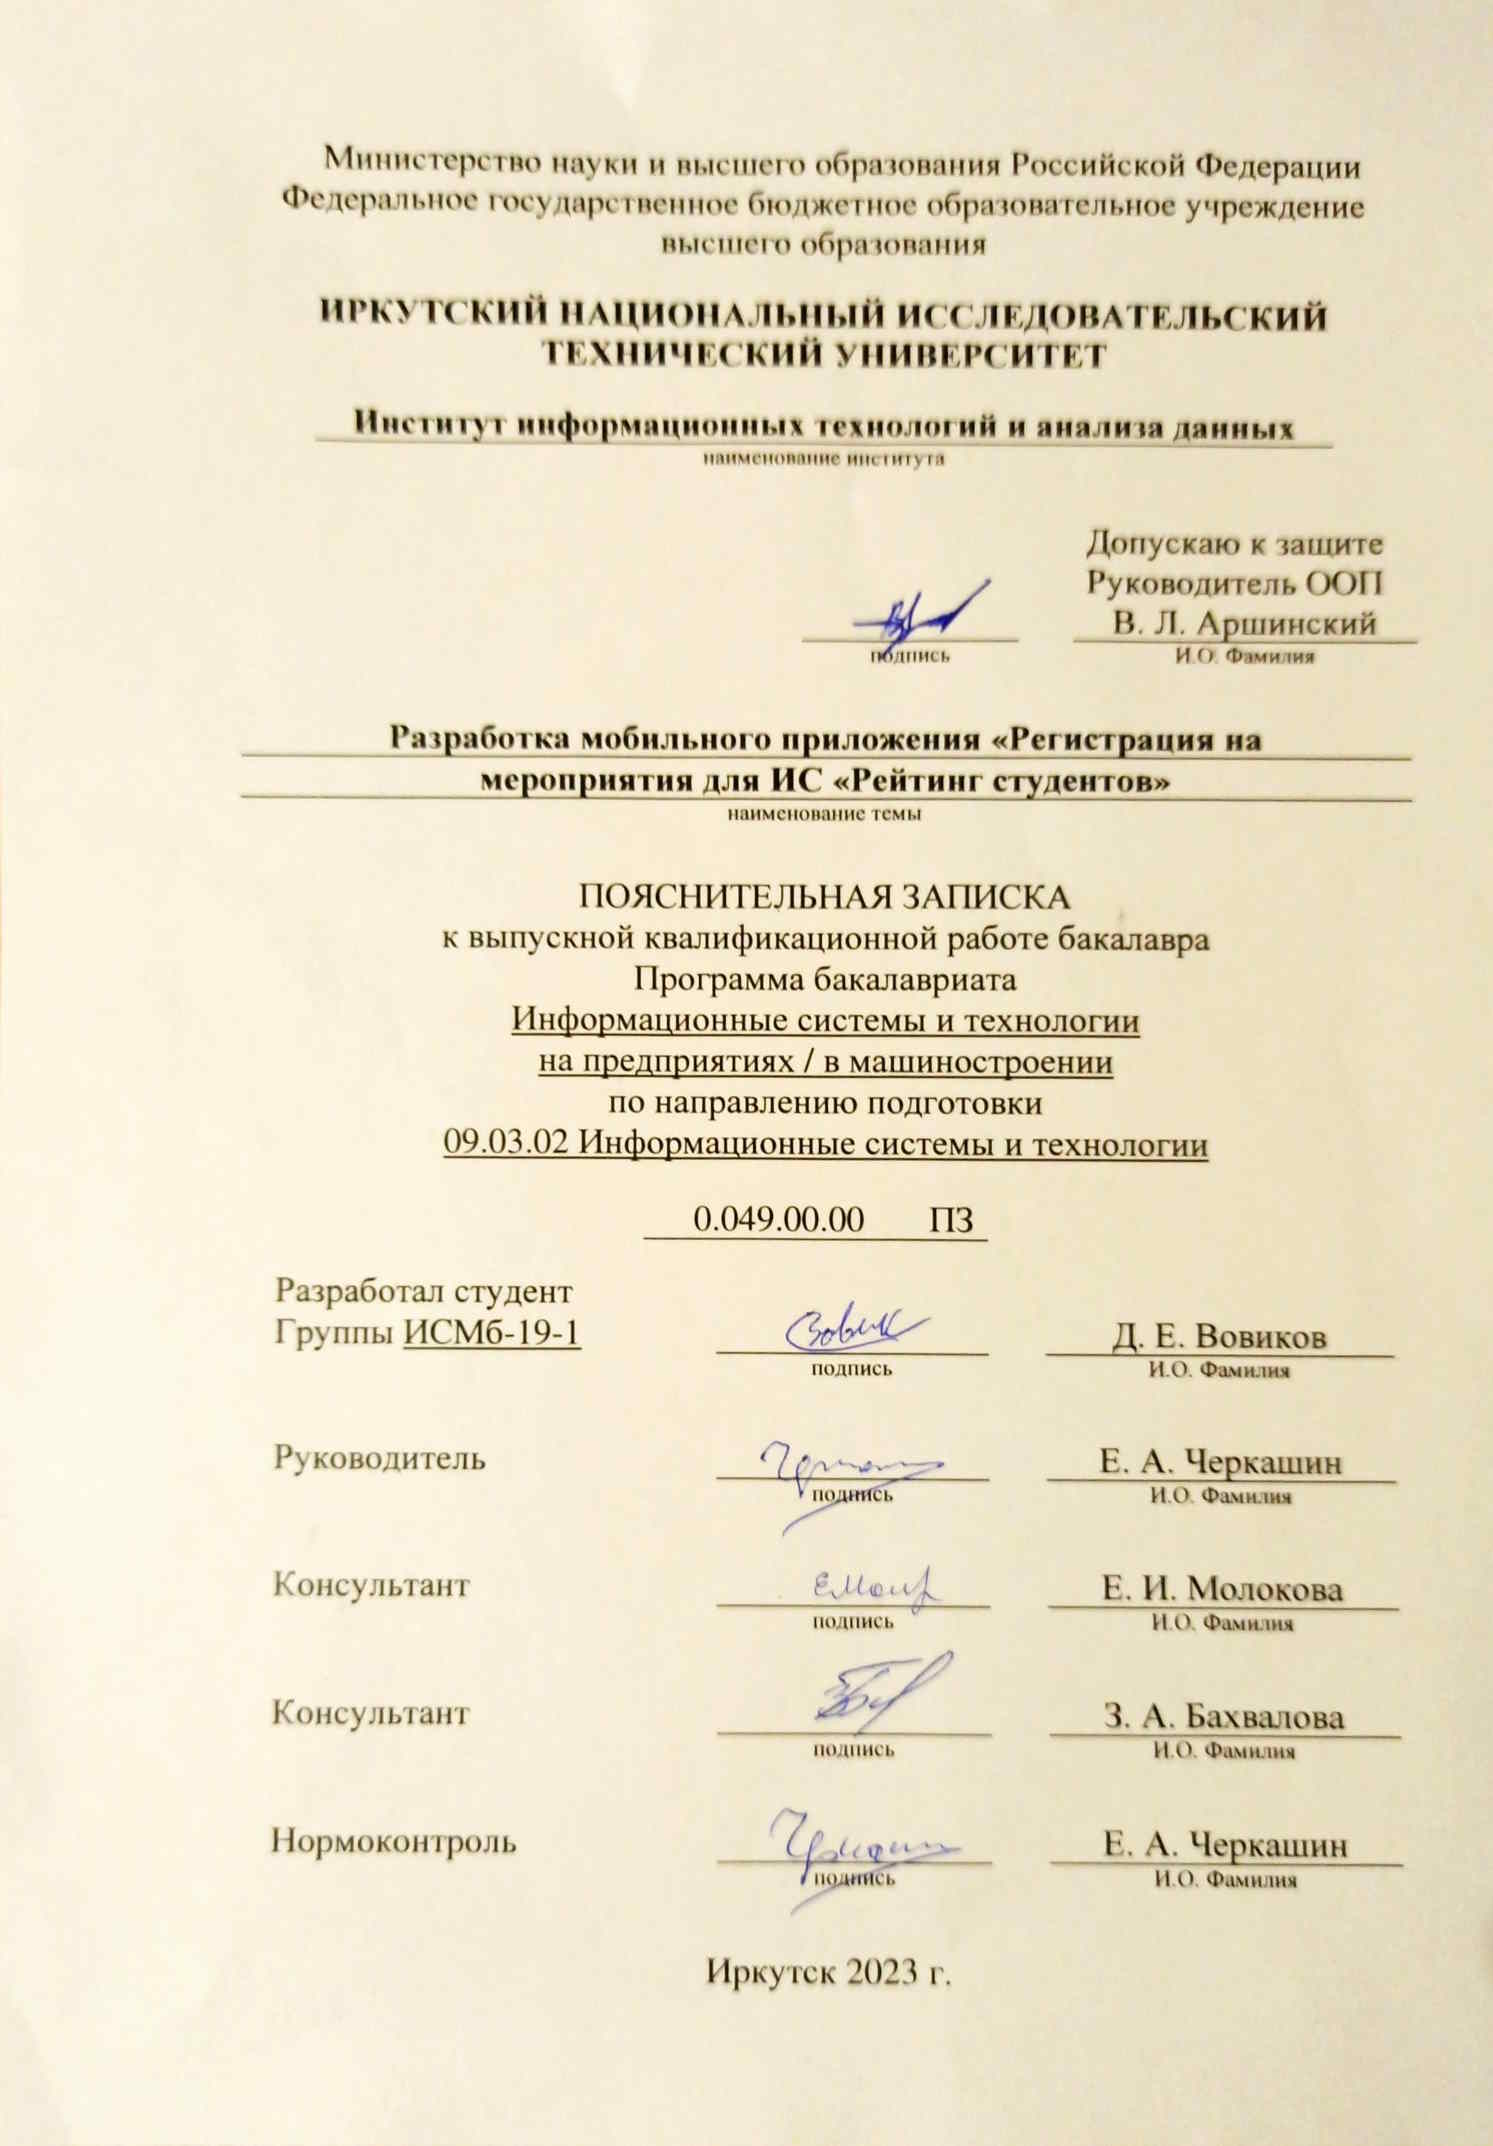 Министерство науки и высшего образования Российской Федерации
Федеральное государственное бюджетное образовательное учреждение
высшего образования
ИРКУТСКИЙ НАЦИОНАЛЬНЫЙ ИССЛЕДОВАТЕЛЬСКИЙ
ТЕХНИЧЕСКИЙ УНИВЕРСИТЕТ
Институт информационных технологий и анализа данных
наименование института
Допускаю к защите
Руководитель ООП
В. Л. Аршинский
подпись И.О. Фамилия
Разработка мобильного приложения «Регистрация на
мероприятия для ИС «Рейтинг студентов»
наименование темы
ПОЯСНИТЕЛЬНАЯ ЗАПИСКА
к выпускной квалификационной работе бакалавра
Программа бакалавриата
Информационные системы и технологии
на предприятиях / в машиностроении
по направлению подготовки
09.03.02 Информационные системы и технологии
0.049.00.00 ПЗ
Разработал студент
Группы ИСМб-19-1 Д. Е. Вовиков
подпись И.О. Фамилия
Руководитель Е. А. Черкашин
подпись И.О. Фамилия
Консультант Е. И. Молокова
подпись И.О. Фамилия
Консультант З. А. Бахвалова
подпись И.О. Фамилия
Нормоконтроль Е. А. Черкашин
подпись И.О. Фамилия
Иркутск 2023 г.